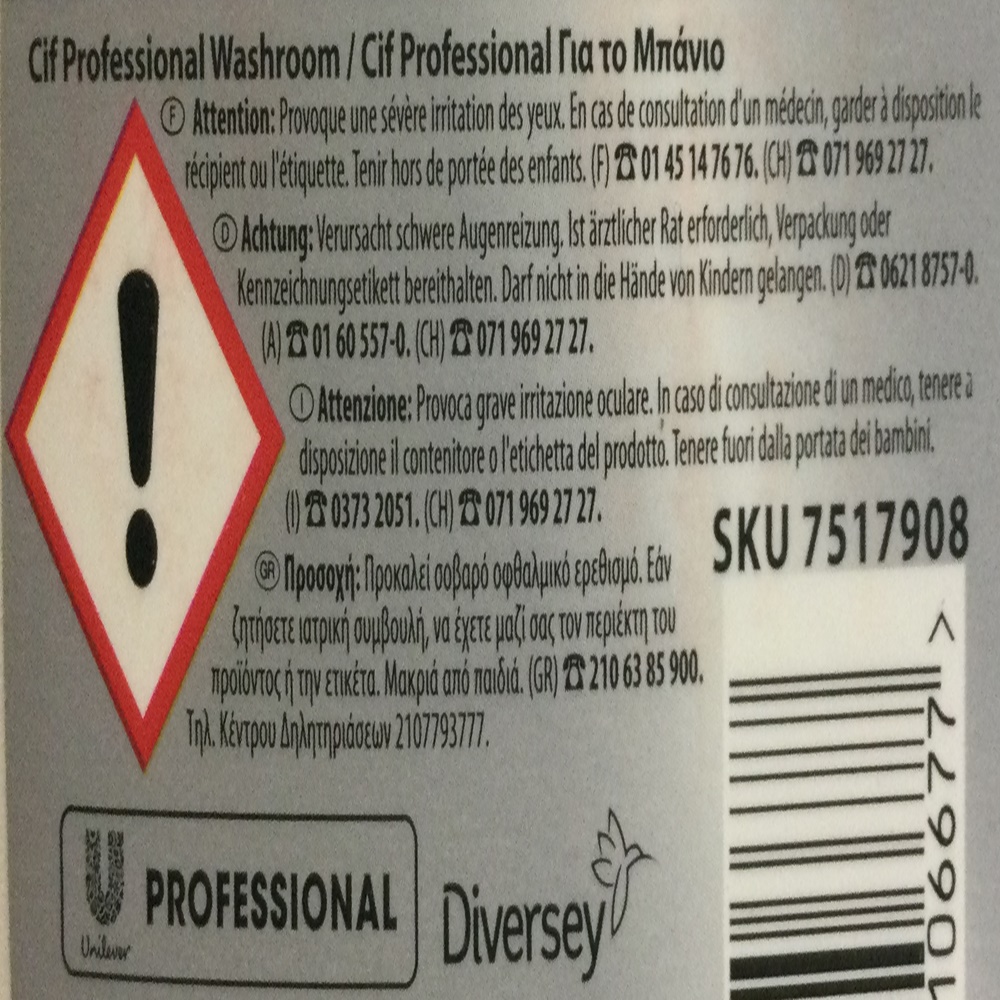 Cif Professional Washroom / Cif Professional Για το Μπάνιο
Ⓕ Attention: Provoque une sévère irritation des yeux. En cas de consultation d'un médecin, garder à disposition le
récipient ou l'étiquette. Tenir hors de portée des enfants. (F) ☎ 01 45 14 76 76. (CH) ☎ 071 969 27 27.
Ⓓ Achtung: Verursacht schwere Augenreizung. Ist ärztlicher Rat erforderlich, Verpackung oder
Kennzeichnungsetikett bereithalten. Darf nicht in die Hände von Kindern gelangen. (D) ☎ 0621 8757-0.
(A) ☎ 01 60 557-0. (CH) ☎ 071 969 27 27.
Ⓘ Attenzione: Provoca grave irritazione oculare. In caso di consultazione di un medico, tenere a
disposizione il contenitore o l'etichetta del prodotto. Tenere fuori dalla portata dei bambini.
(I) ☎ 0373 2051. (CH) ☎ 071 969 27 27.
SKU 7517908
GR Προσοχή: Προκαλεί σοβαρό οφθαλμικό ερεθισμό. Εάν
ζητήσετε ιατρική συμβουλή, να έχετε μαζί σας τον περιέκτη του
προϊόντος ή την ετικέτα. Μακριά από παιδιά. (GR) ☎ 210 63 85 900.
Τηλ. Κέντρου Δηλητηριάσεων 2107793777.
Unilever
PROFESSIONAL
Diversey
106677 >